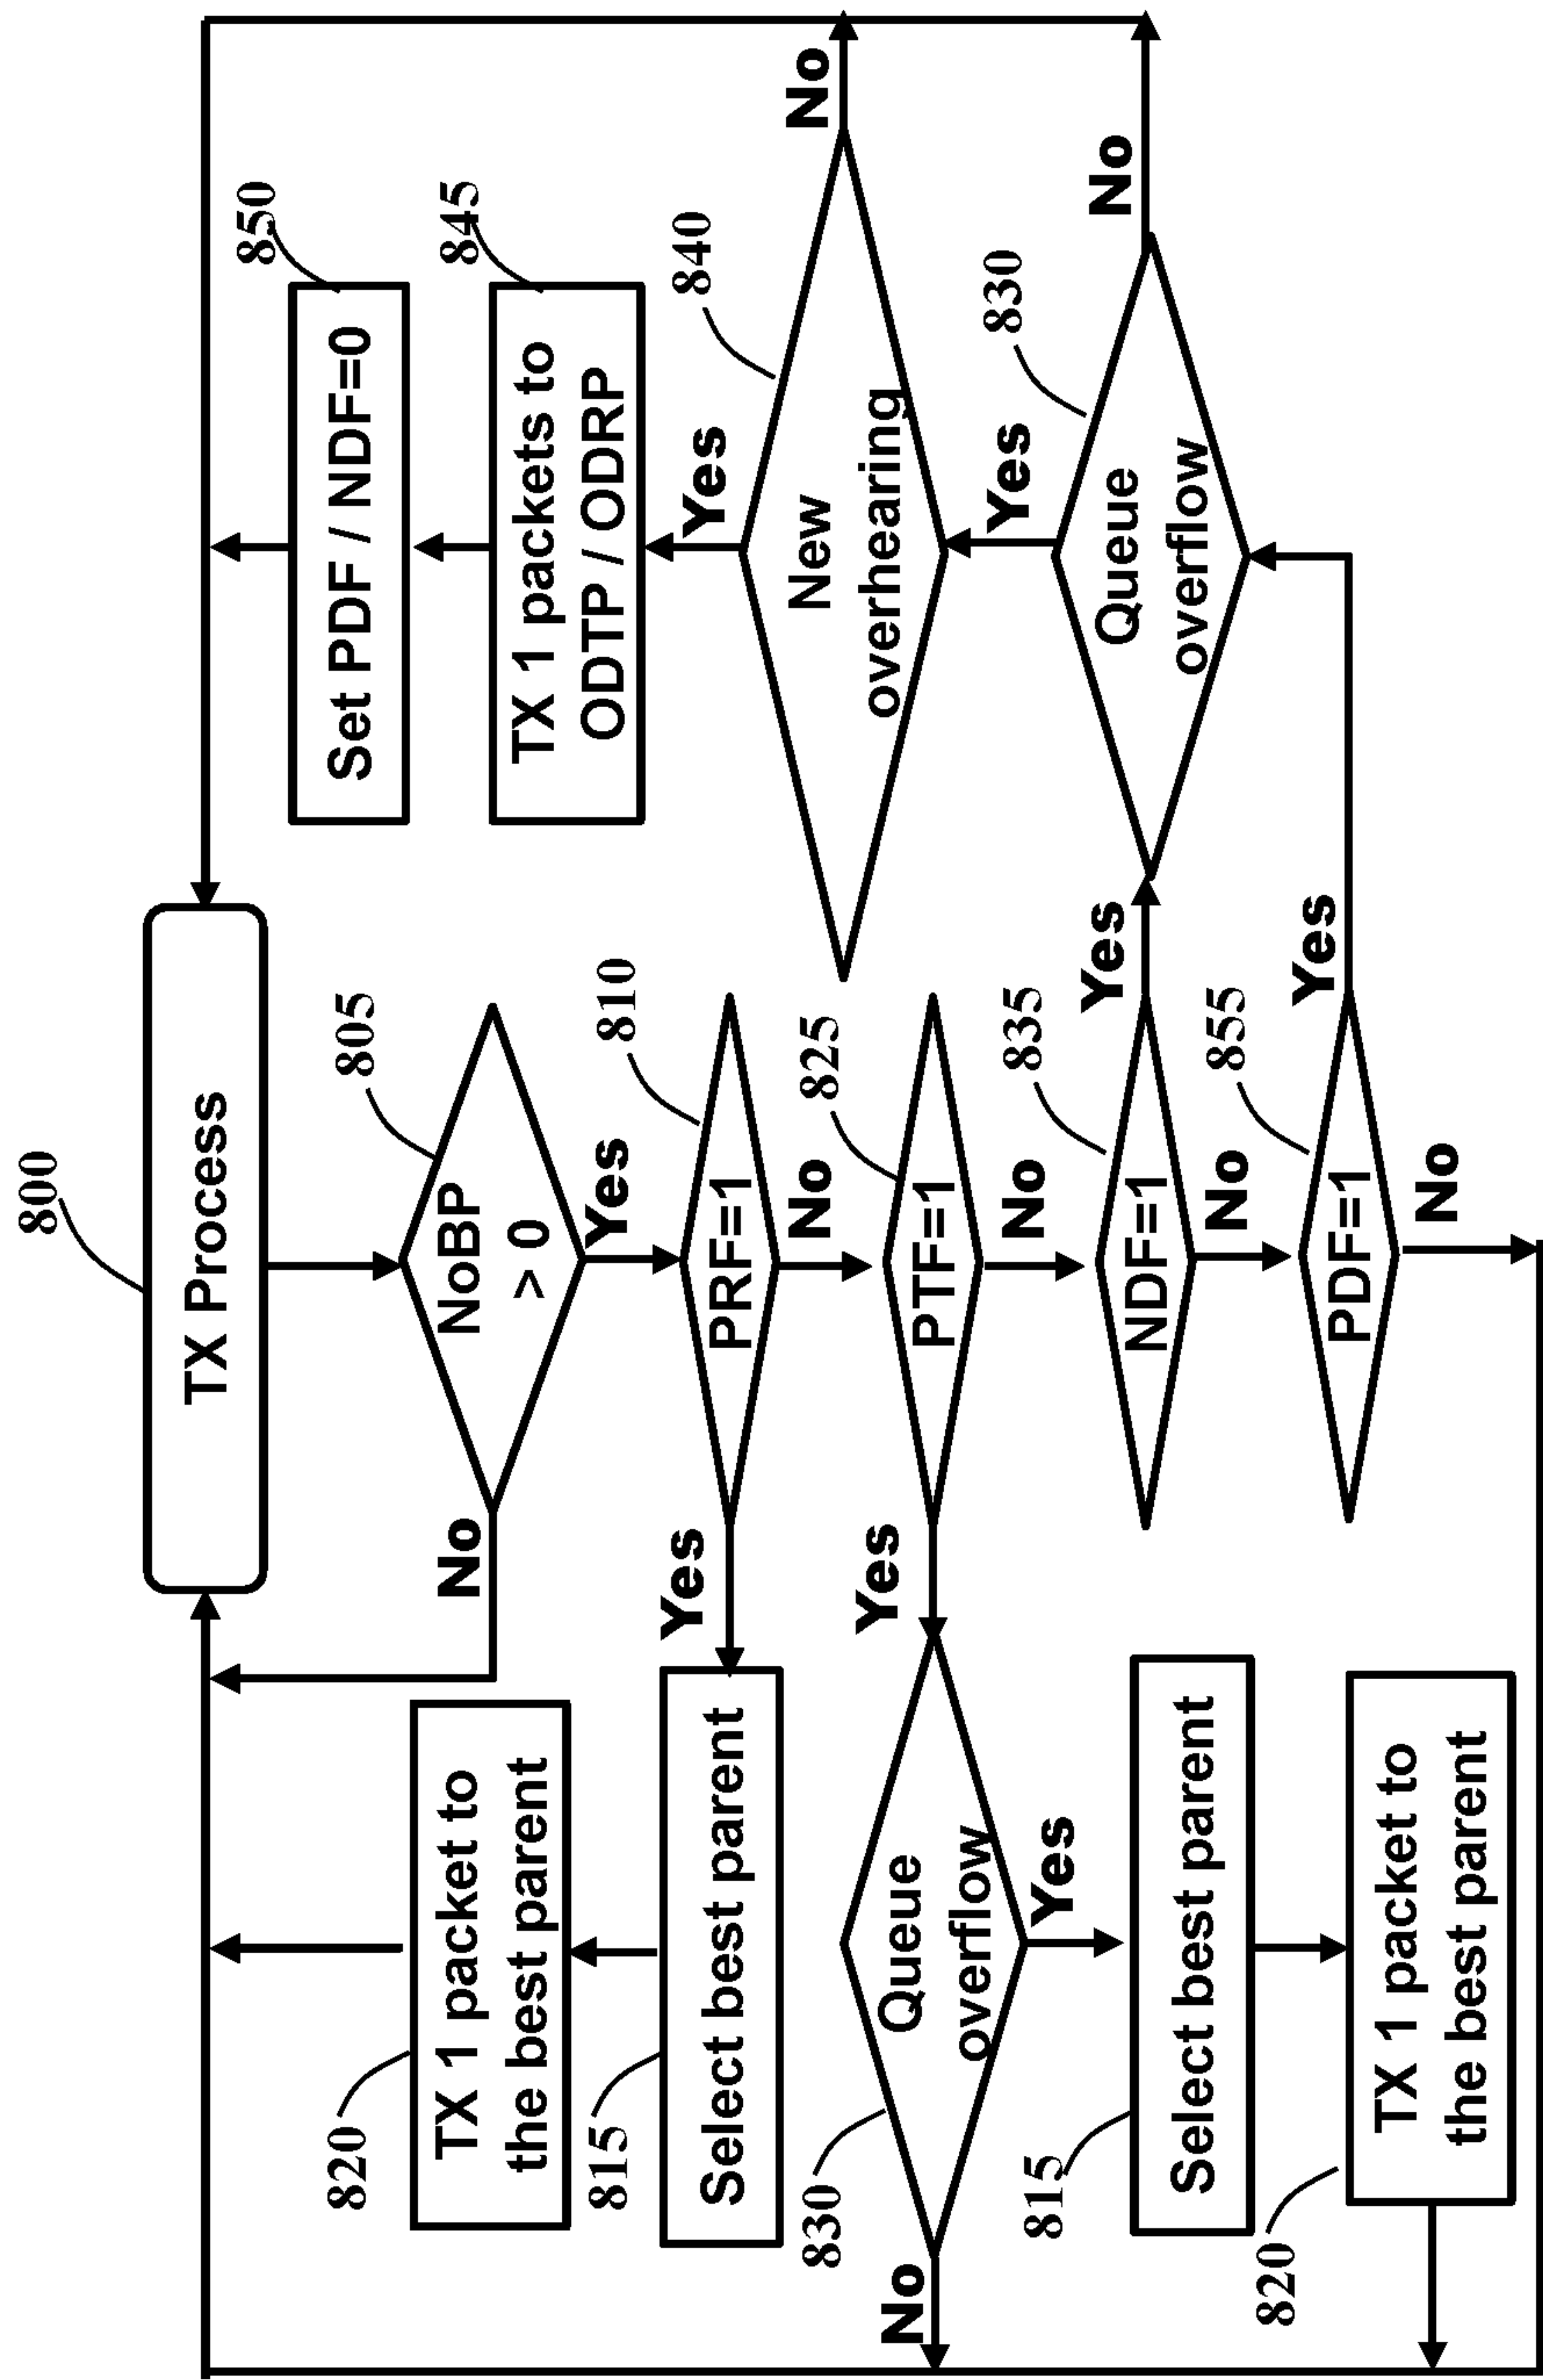 800
TX Process
805
NoBP
> 0
No
Yes
810
PRF=1
Yes
No
815
Select best parent
820
TX 1 packet to
the best parent
825
PTF=1
Yes
No
830
Queue
overflow
No
Yes
815
Select best parent
820
TX 1 packet to
the best parent
835
NDF=1
Yes
No
855
PDF=1
Yes
No
830
Queue
overflow
No
Yes
840
New
overhearing
No
Yes
845
TX 1 packets to
ODTP / ODRP
850
Set PDF / NDF=0